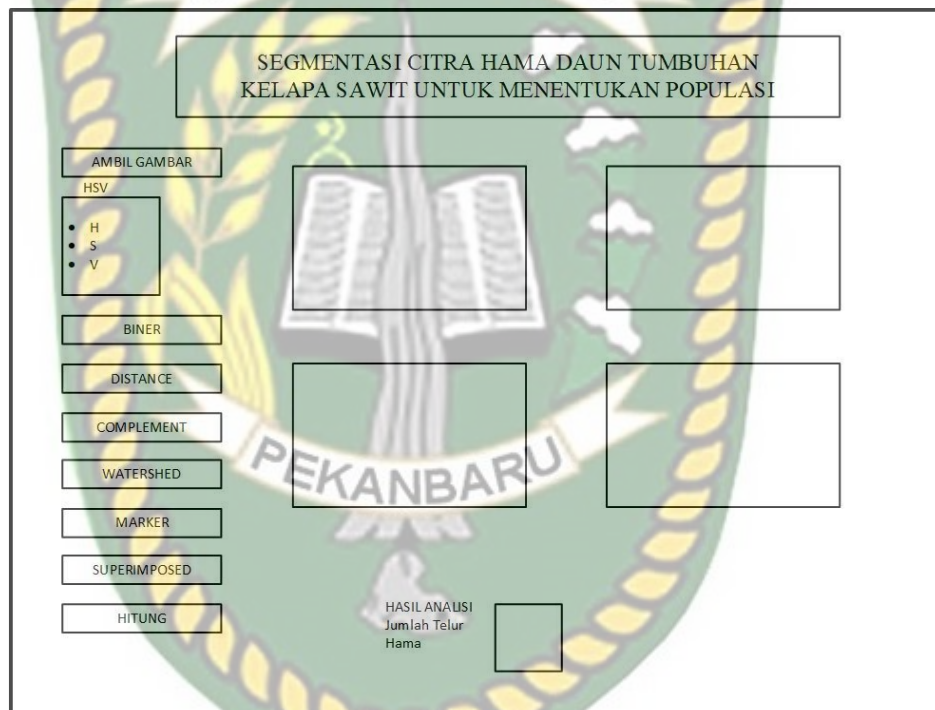 SEGMENTASI CITRA HAMA DAUN TUMBUHAN
KELAPA SAWIT UNTUK MENENTUKAN POPULASI
AMBIL GAMBAR
HSV
• H
• S
• V
BINER
DISTANCE
COMPLEMENT
WATERSHED
MARKER
SUPERIMPOSED
HITUNG
PEKANBARU
HASIL ANALISI
Jumlah Telur
Hama